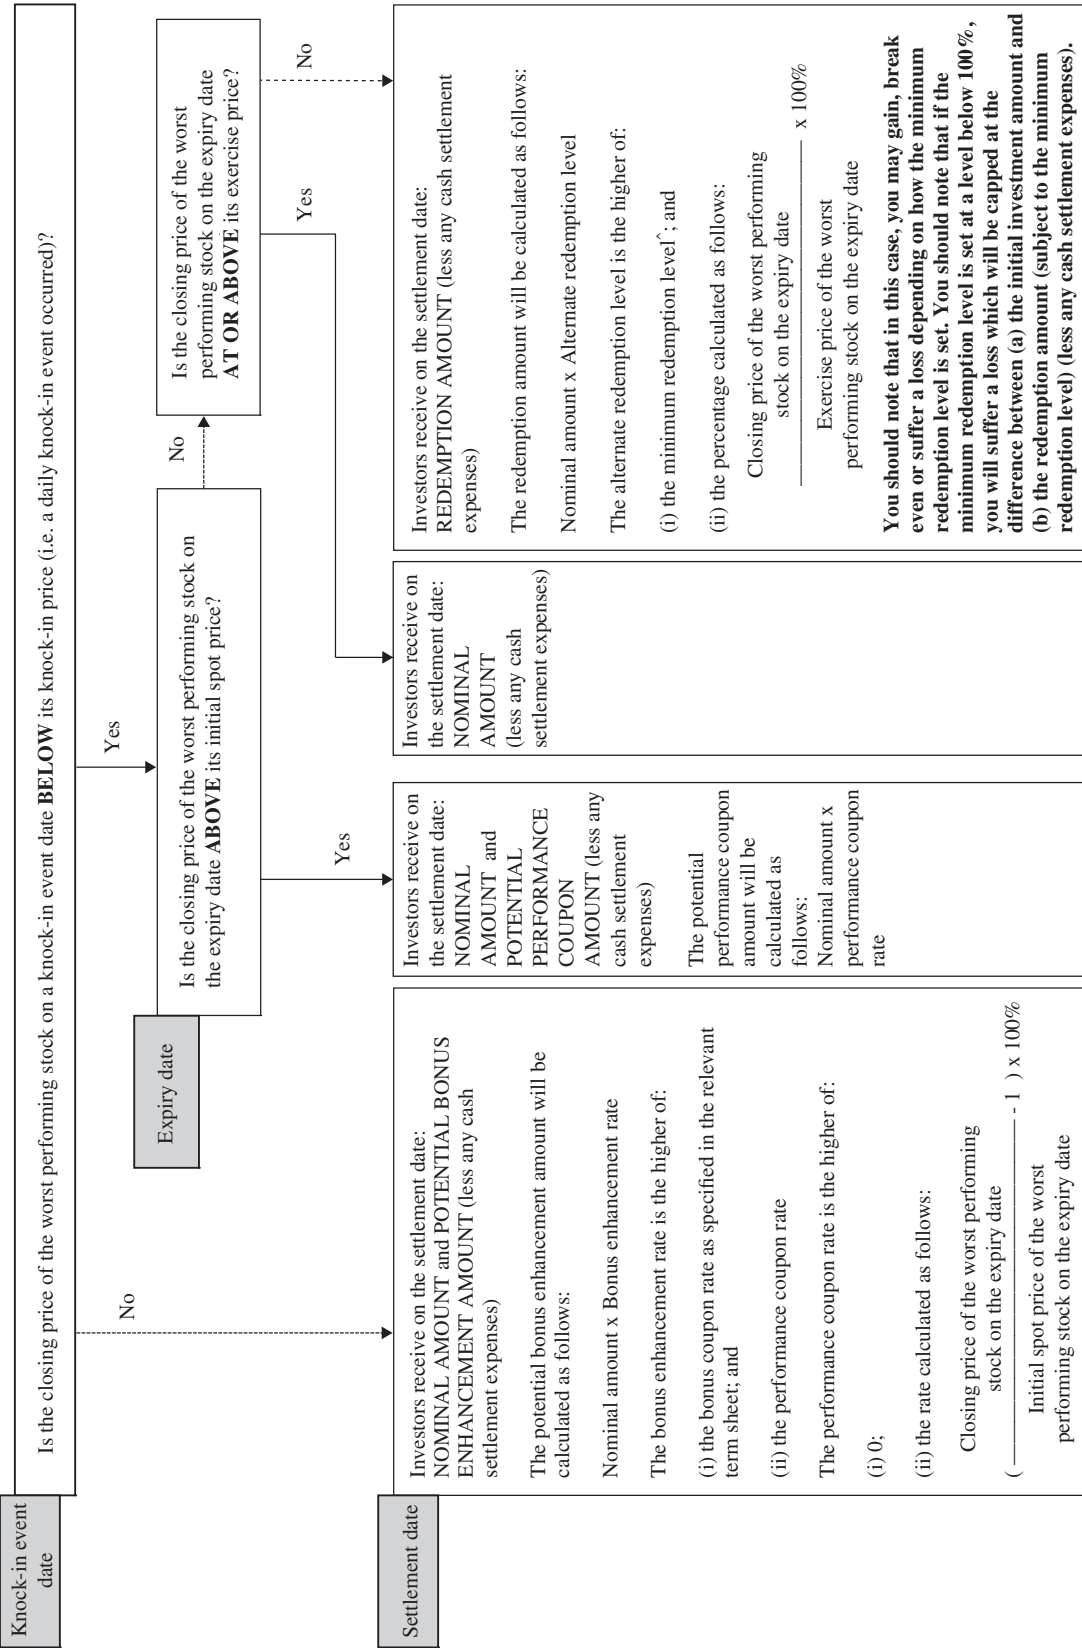 Knock-in event
date
Is the closing price of the worst performing stock on a knock-in event date BELOW its knock-in price (i.e. a daily knock-in event occurred)?
No
Yes
Expiry date
Is the closing price of the worst performing stock on
the expiry date ABOVE its initial spot price?
No
Is the closing price of the worst
performing stock on the expiry date
AT OR ABOVE its exercise price?
Yes
Yes
No
Settlement date
Investors receive on the settlement date:
NOMINAL AMOUNT and POTENTIAL BONUS
ENHANCEMENT AMOUNT (less any cash
settlement expenses)
The potential bonus enhancement amount will be
calculated as follows:
Nominal amount x Bonus enhancement rate
The bonus enhancement rate is the higher of:
(i) the bonus coupon rate as specified in the relevant
term sheet; and
(ii) the performance coupon rate
The performance coupon rate is the higher of:
(i) 0;
(ii) the rate calculated as follows:
Closing price of the worst performing
stock on the expiry date
( - 1 ) x 100%
Initial spot price of the worst
performing stock on the expiry date
Investors receive on
the settlement date:
NOMINAL
AMOUNT and
POTENTIAL
PERFORMANCE
COUPON
AMOUNT (less any
cash settlement
expenses)
The potential
performance coupon
amount will be
calculated as
follows:
Nominal amount x
performance coupon
rate
Investors receive on
the settlement date:
NOMINAL
AMOUNT
(less any cash
settlement expenses)
Investors receive on the settlement date:
REDEMPTION AMOUNT (less any cash settlement
expenses)
The redemption amount will be calculated as follows:
Nominal amount x Alternate redemption level
The alternate redemption level is the higher of:
(i) the minimum redemption level^; and
(ii) the percentage calculated as follows:
Closing price of the worst performing
stock on the expiry date
x 100%
Exercise price of the worst
performing stock on the expiry date
You should note that in this case, you may gain, break
even or suffer a loss depending on how the minimum
redemption level is set. You should note that if the
minimum redemption level is set at a level below 100%,
you will suffer a loss which will be capped at the
difference between (a) the initial investment amount and
(b) the redemption amount (subject to the minimum
redemption level) (less any cash settlement expenses).